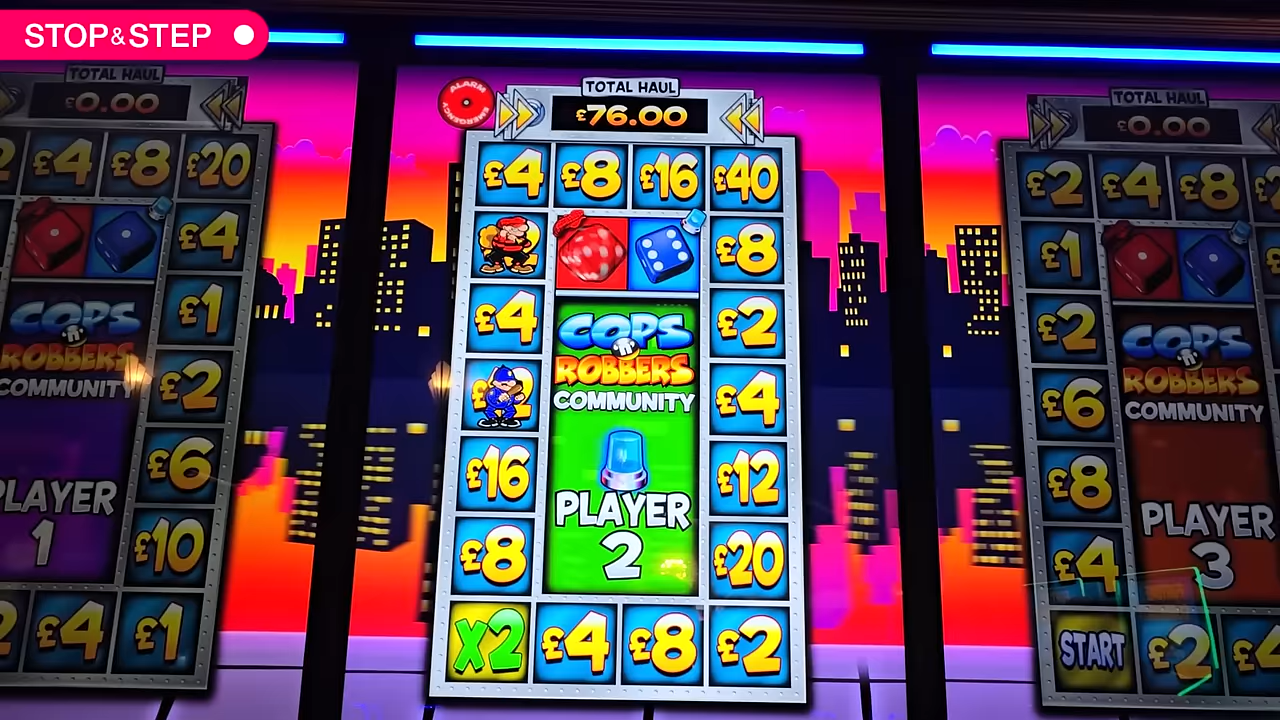 STOP&STEP
TOTAL HAUL
£0.00
£4 £8 £20
£4
£1
£2
£6
£10
£4 £1
COPS
'n'
ROBBERS
COMMUNITY
PLAYER
1
ALARM
EMERGENCY
TOTAL HAUL
£76.00
£4 £8 £16 £40
£8
£4 £2
£4
£16 £12
£8 £20
X2 £4 £8 £2
COPS
'n'
ROBBERS
COMMUNITY
PLAYER
2
TOTAL HAUL
£0.00
£2 £4 £8
£1
£2
£6
£8
£4
START £2 £4
COPS
'n'
ROBBERS
COMMUNITY
PLAYER
3